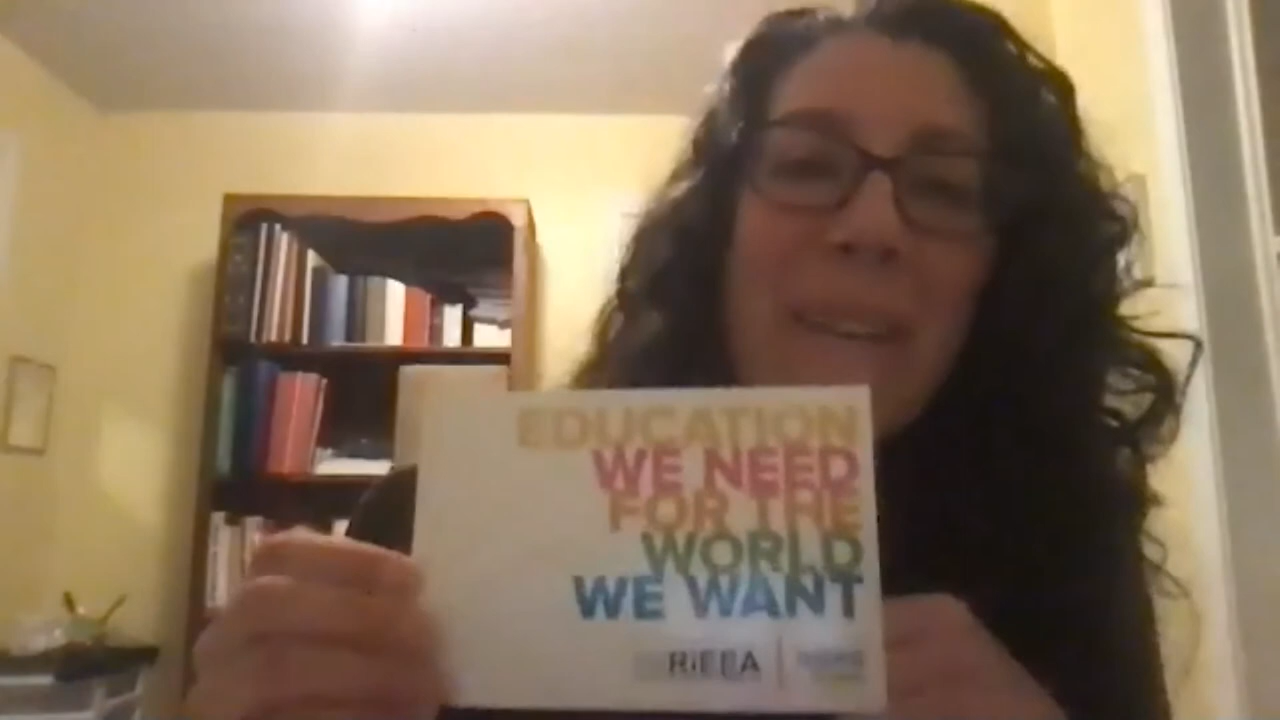 EDUCATION
WE NEED
FOR THE
WORLD
WE WANT
RiEEA